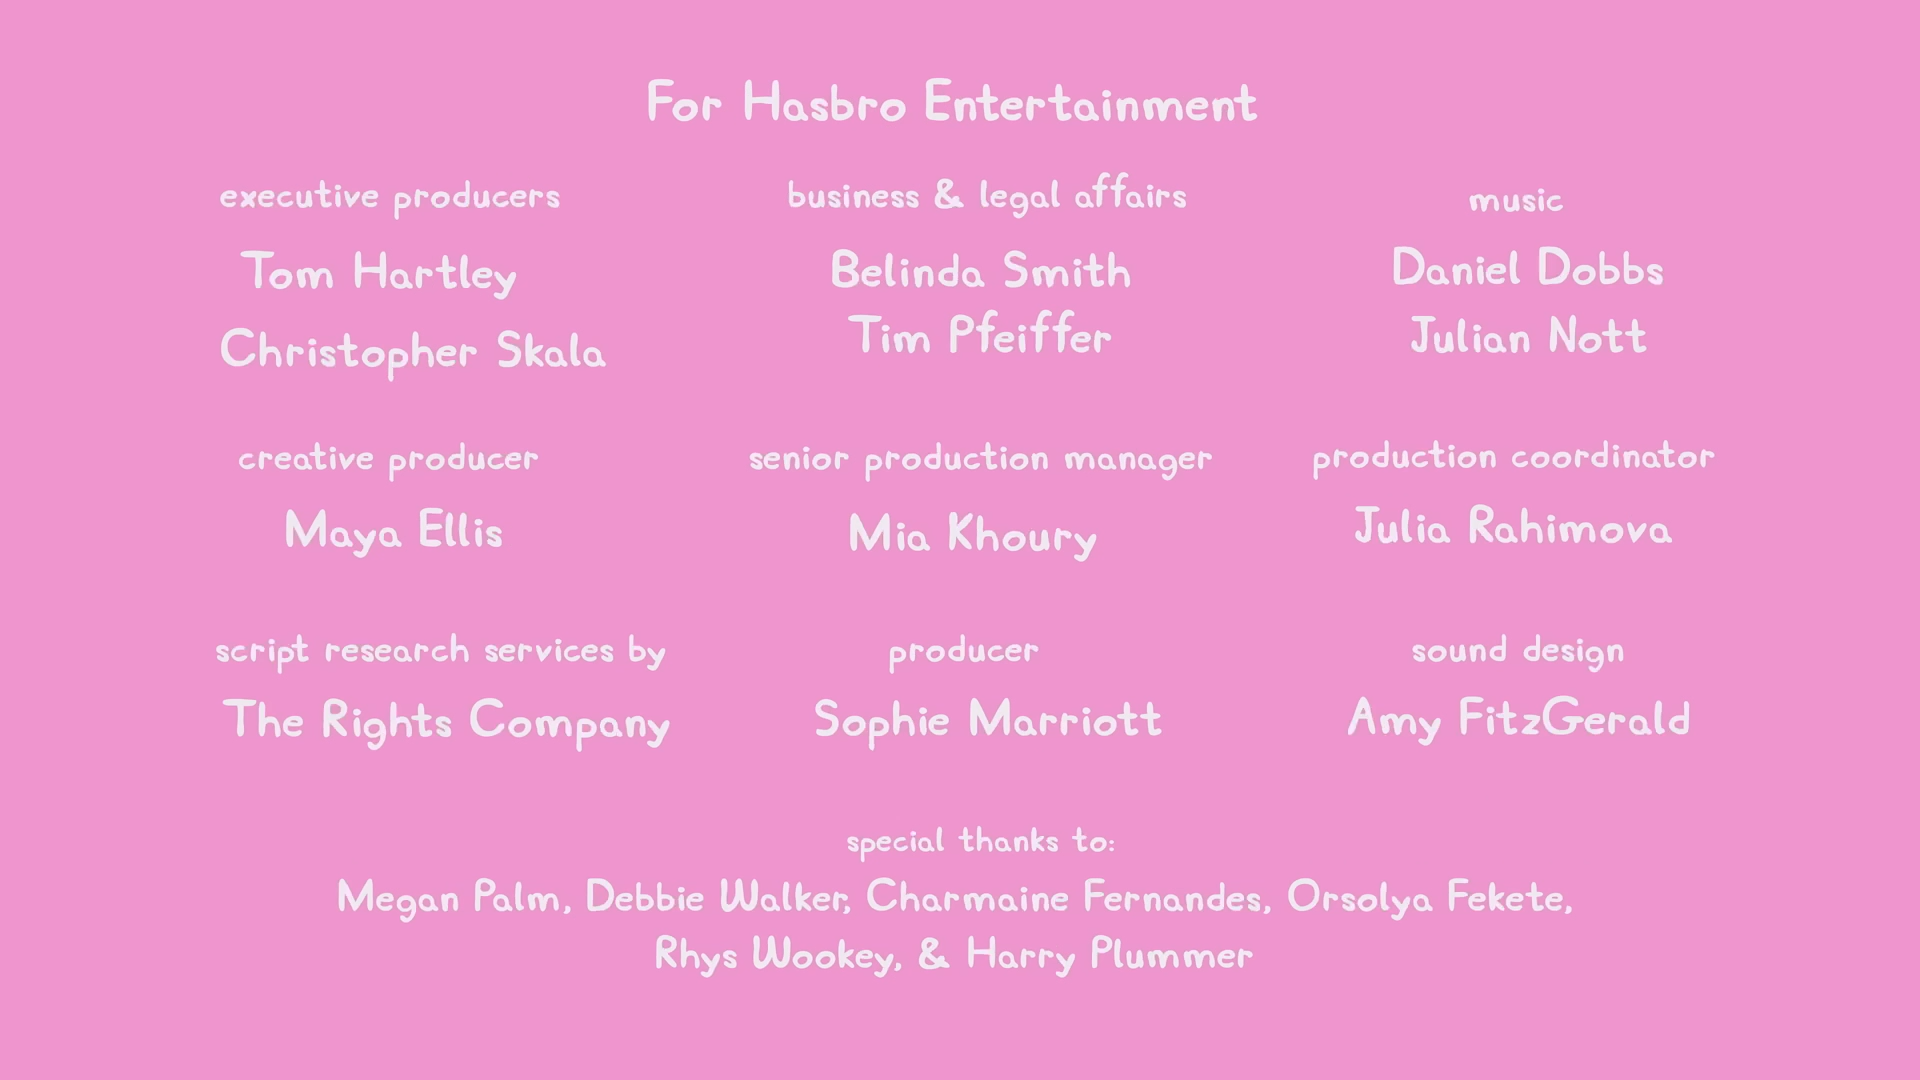 For Hasbro Entertainment
executive producers
Tom Hartley
Christopher Skala
business & legal affairs
Belinda Smith
Tim Pfeiffer
music
Daniel Dobbs
Julian Nott
creative producer
Maya Ellis
senior production manager
Mia Khoury
production coordinator
Julia Rahimova
script research services by
The Rights Company
producer
Sophie Marriott
sound design
Amy FitzGerald
special thanks to:
Megan Palm, Debbie Walker, Charmaine Fernandes, Orsolya Fekete,
Rhys Wookey, & Harry Plummer